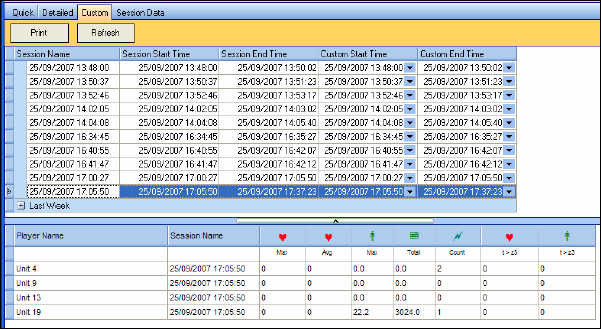 Quick Detailed Custom Session Data
Print Refresh
Session Name Session Start Time Session End Time Custom Start Time Custom End Time
25/09/2007 13:48:00 25/09/2007 13:48:00 25/09/2007 13:50:02 25/09/2007 13:48:00 25/09/2007 13:50:02
25/09/2007 13:50:37 25/09/2007 13:50:37 25/09/2007 13:51:23 25/09/2007 13:50:37 25/09/2007 13:51:23
25/09/2007 13:52:46 25/09/2007 13:52:46 25/09/2007 13:53:17 25/09/2007 13:52:46 25/09/2007 13:53:17
25/09/2007 14:02:05 25/09/2007 14:02:05 25/09/2007 14:03:02 25/09/2007 14:02:05 25/09/2007 14:03:02
25/09/2007 14:04:08 25/09/2007 14:04:08 25/09/2007 14:05:40 25/09/2007 14:04:08 25/09/2007 14:05:40
25/09/2007 16:34:45 25/09/2007 16:34:45 25/09/2007 16:35:27 25/09/2007 16:34:45 25/09/2007 16:35:27
25/09/2007 16:40:55 25/09/2007 16:40:55 25/09/2007 16:42:07 25/09/2007 16:40:55 25/09/2007 16:42:07
25/09/2007 16:41:47 25/09/2007 16:41:47 25/09/2007 16:42:12 25/09/2007 16:41:47 25/09/2007 16:42:12
25/09/2007 17:00:27 25/09/2007 17:00:27 25/09/2007 17:05:50 25/09/2007 17:00:27 25/09/2007 17:05:50
25/09/2007 17:05:50 25/09/2007 17:05:50 25/09/2007 17:37:23 25/09/2007 17:05:50 25/09/2007 17:37:23
Last Week
Player Name Session Name
Max Avg Max Total Count t > z3 t > z3
Unit 4 25/09/2007 17:05:50 0 0 0.0 0.0 2 0 0
Unit 9 25/09/2007 17:05:50 0 0 0.0 0.0 0 0 0
Unit 13 25/09/2007 17:05:50 0 0 0.0 0.0 0 0 0
Unit 19 25/09/2007 17:05:50 0 0 22.2 3024.0 1 0 0